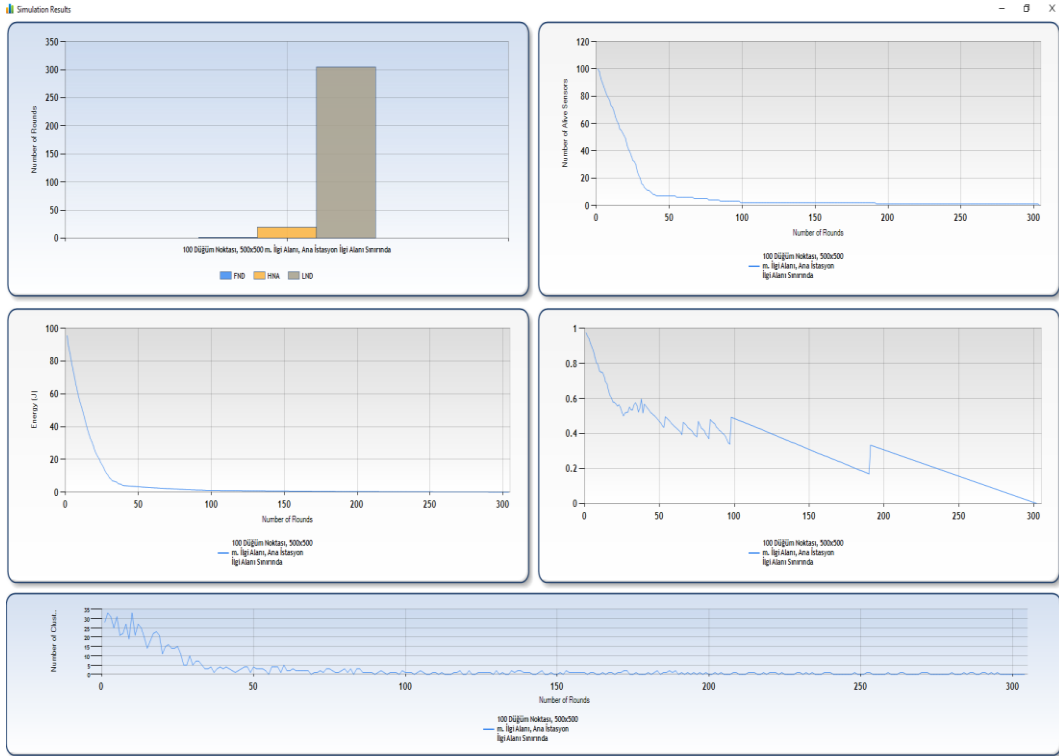 Simulation Results
350
300
250
200
150
100
50
0
Number of Rounds
100 Düğüm Noktası, 500x500 m. İlgi Alanı, Ana İstasyon İlgi Alanı Sınırında
FND HNA LND
120
100
80
60
40
20
0
Number of Alive Sensors
0 50 100 150 200 250 300
Number of Rounds
100 Düğüm Noktası, 500x500
m. İlgi Alanı, Ana İstasyon
İlgi Alanı Sınırında
100
80
60
40
20
0
Energy (J)
0 50 100 150 200 250 300
Number of Rounds
100 Düğüm Noktası, 500x500
m. İlgi Alanı, Ana İstasyon
İlgi Alanı Sınırında
1
0.8
0.6
0.4
0.2
0
0 50 100 150 200 250 300
100 Düğüm Noktası, 500x500
m. İlgi Alanı, Ana İstasyon
İlgi Alanı Sınırında
35
30
25
20
15
10
5
0
Number of Clust...
0 50 100 150 200 250 300
Number of Rounds
100 Düğüm Noktası, 500x500
m. İlgi Alanı, Ana İstasyon
İlgi Alanı Sınırında